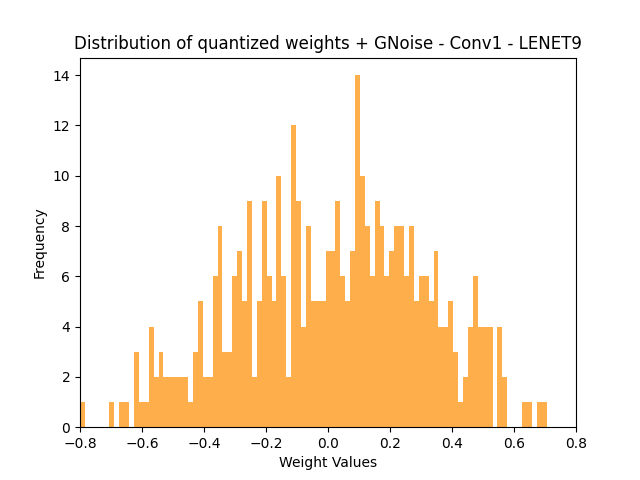 Distribution of quantized weights + GNoise - Conv1 - LENET9
14
12
10
8
6
4
2
0
Frequency
−0.8 −0.6 −0.4 −0.2 0.0 0.2 0.4 0.6 0.8
Weight Values